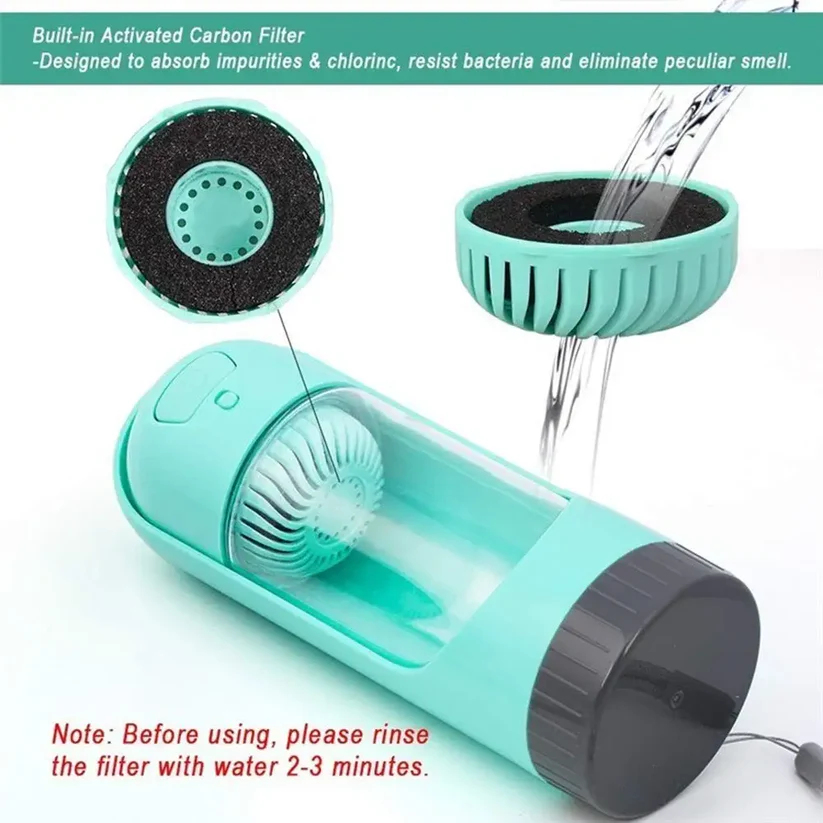 Built-in Activated Carbon Filter
-Designed to absorb impurities & chlorinc, resist bacteria and eliminate peculiar smell.
Note: Before using, please rinse
the filter with water 2-3 minutes.